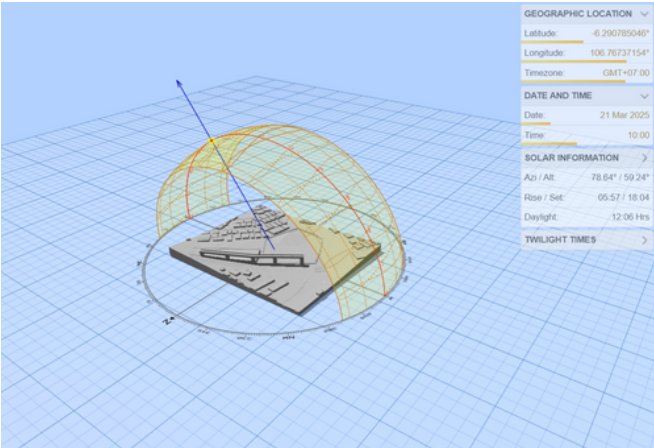 GEOGRAPHIC LOCATION
Latitude: -6.290785046°
Longitude: 106.76737154°
Timezone: GMT+07:00
DATE AND TIME
Date: 21 Mar 2025
Time: 10:00
SOLAR INFORMATION
Azi / Alt: 78.64° / 59.24°
Rise / Set: 05:57 / 18:04
Daylight: 12:06 Hrs
TWILIGHT TIMES
N